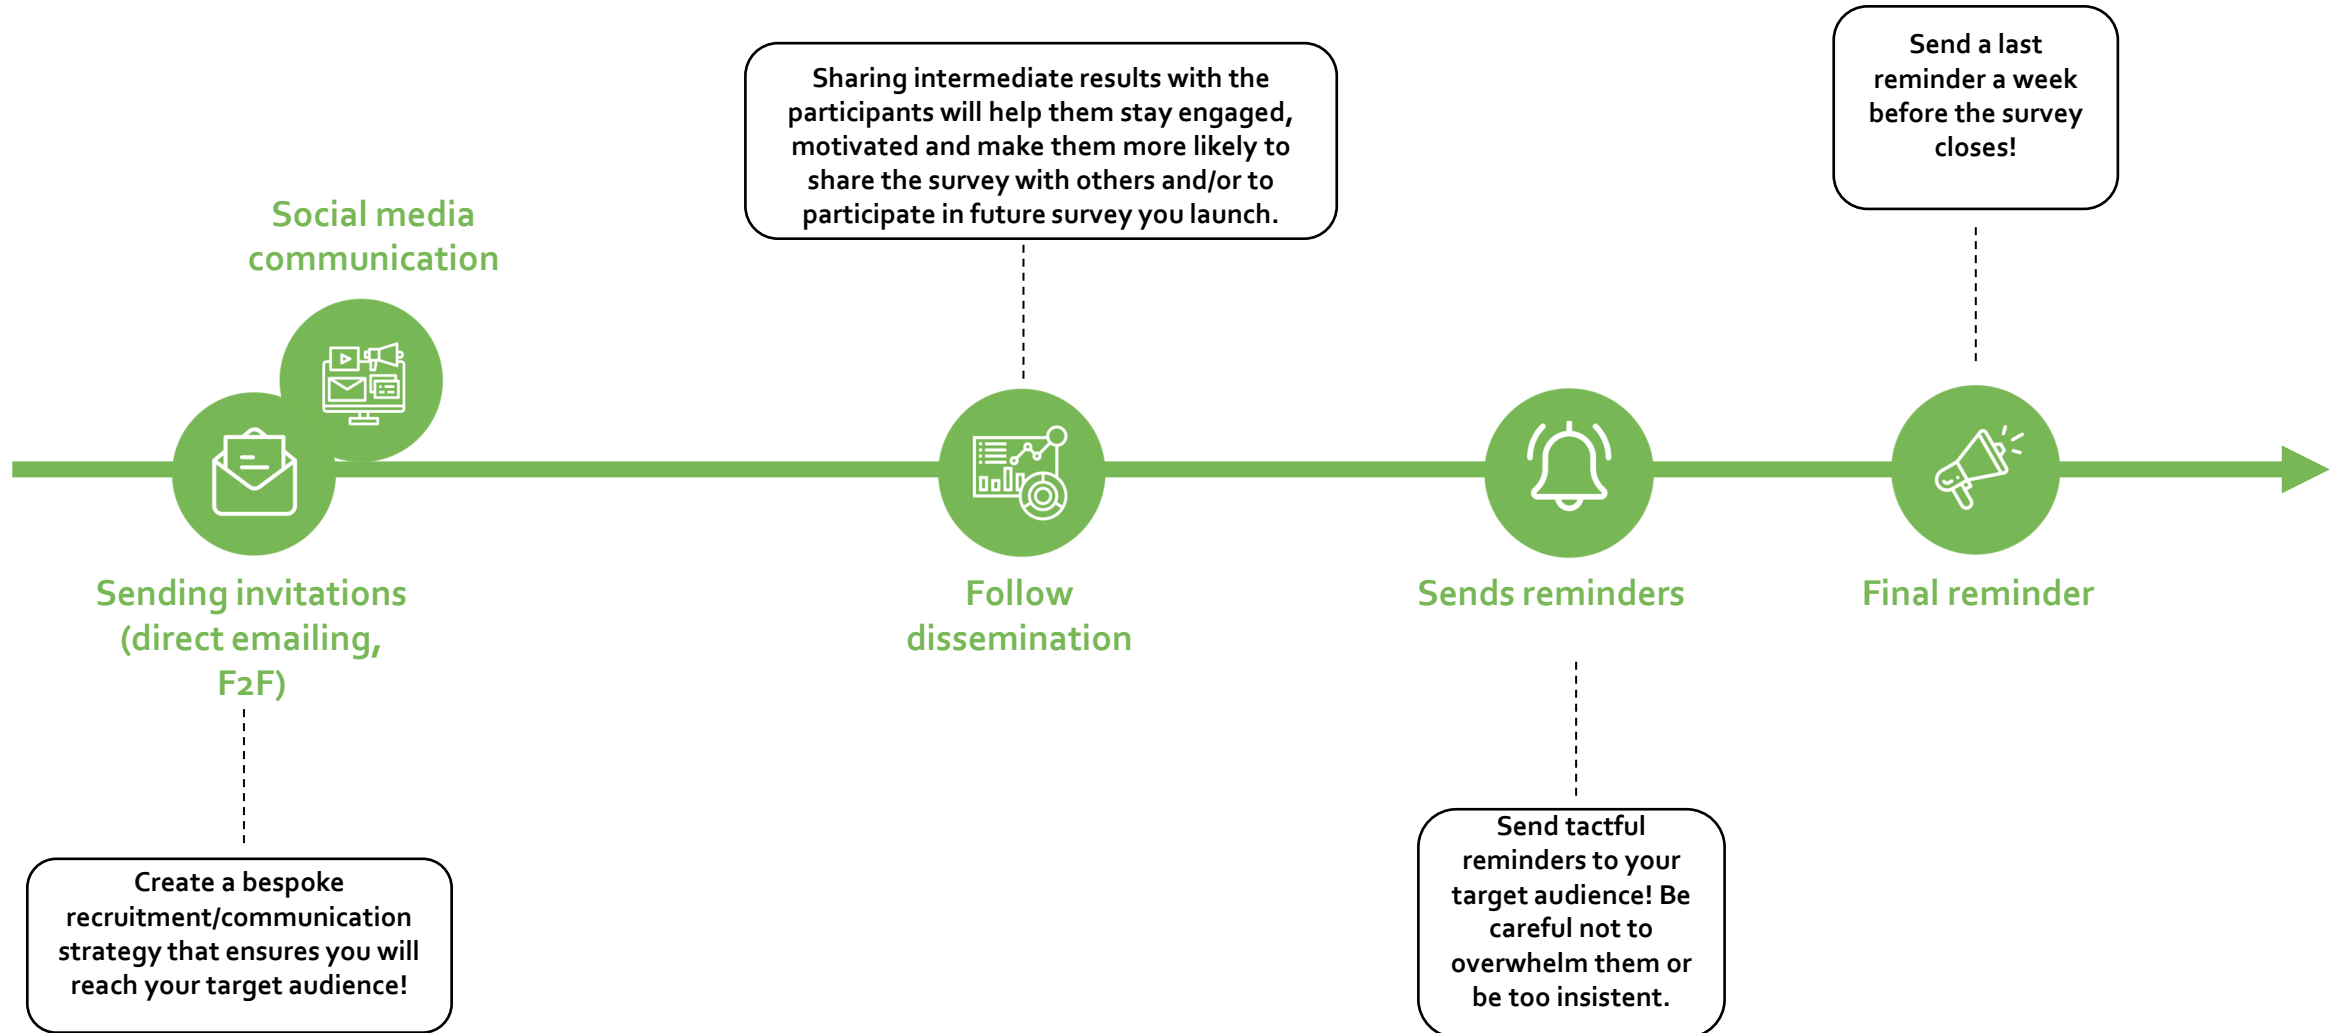 Social media
communication
Sending invitations
(direct emailing,
F2F)
Create a bespoke
recruitment/communication
strategy that ensures you will
reach your target audience!
Sharing intermediate results with the
participants will help them stay engaged,
motivated and make them more likely to
share the survey with others and/or to
participate in future survey you launch.
Follow
dissemination
Sends reminders
Send tactful
reminders to your
target audience! Be
careful not to
overwhelm them or
be too insistent.
Send a last
reminder a week
before the survey
closes!
Final reminder